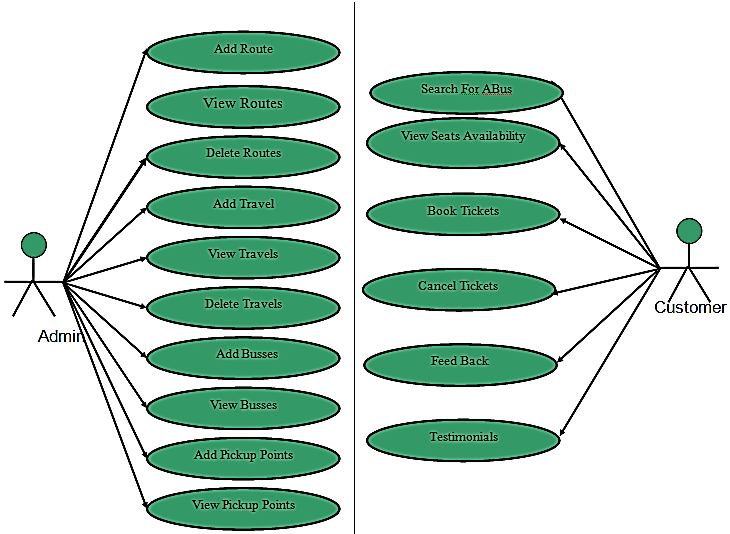 Add Route
View Routes
Delete Routes
Add Travel
View Travels
Delete Travels
Add Busses
View Busses
Add Pickup Points
View Pickup Points
Admin
Search For ABus
View Seats Availability
Book Tickets
Cancel Tickets
Feed Back
Testimonials
Customer